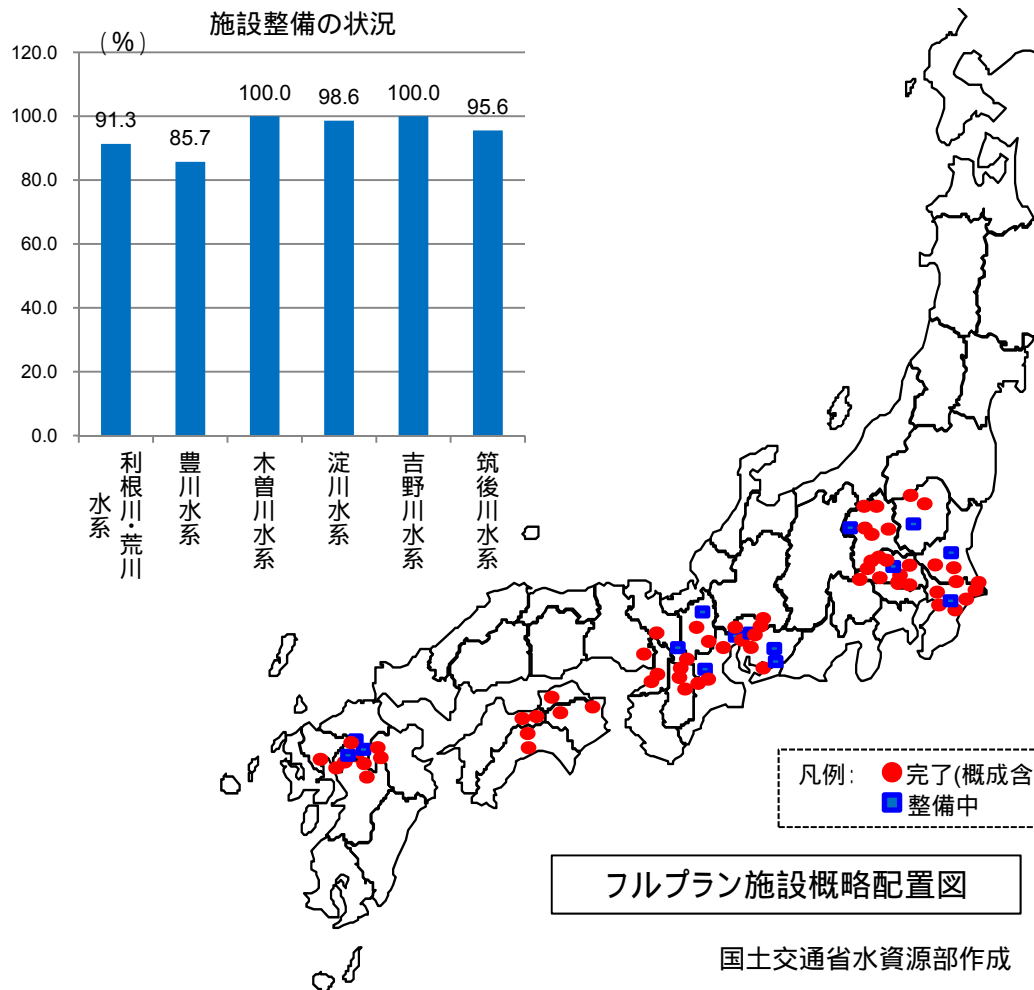 施設整備の状況
(%)
120.0
100.0
80.0
60.0
40.0
20.0
0.0
91.3
85.7
100.0
98.6
100.0
95.6
利根川・荒川
水系
豊川水系
木曽川水系
淀川水系
吉野川水系
筑後川水系
凡例:
完了(概成含
整備中
フルプラン施設概略配置図
国土交通省水資源部作成